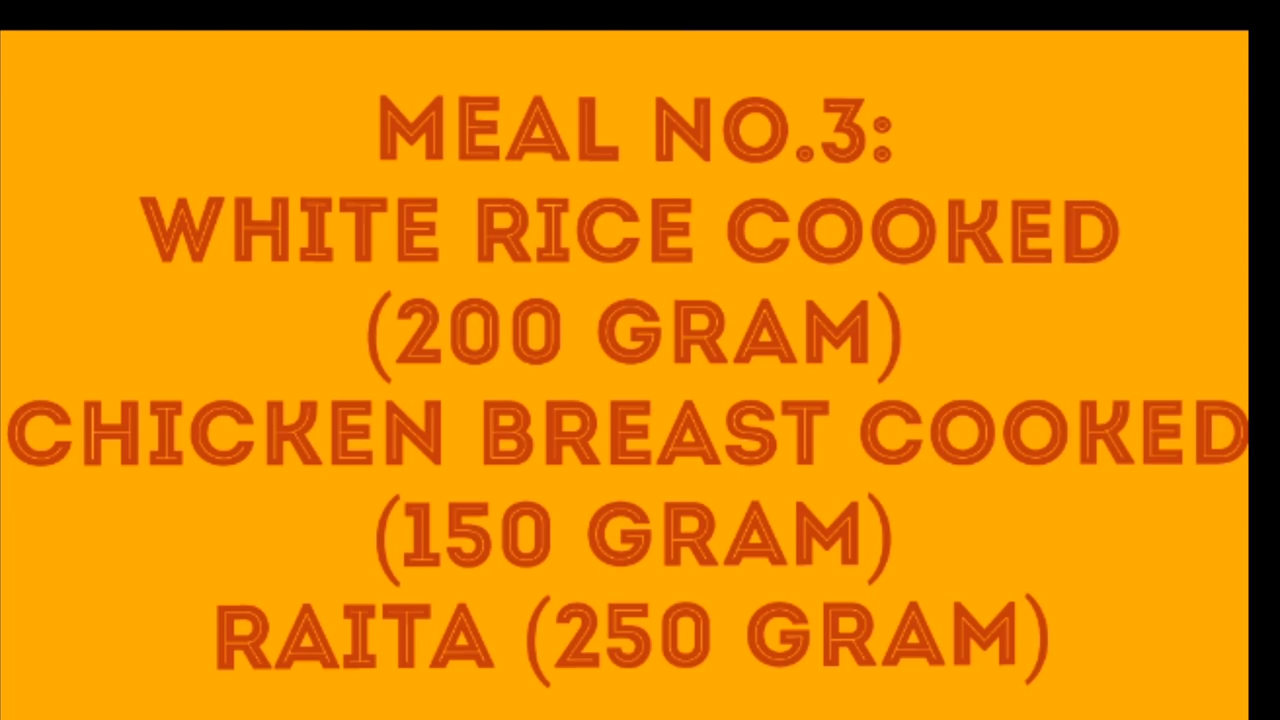 MEAL NO.3:
WHITE RICE COOKED
(200 GRAM)
CHICKEN BREAST COOKED
(150 GRAM)
RAITA (250 GRAM)